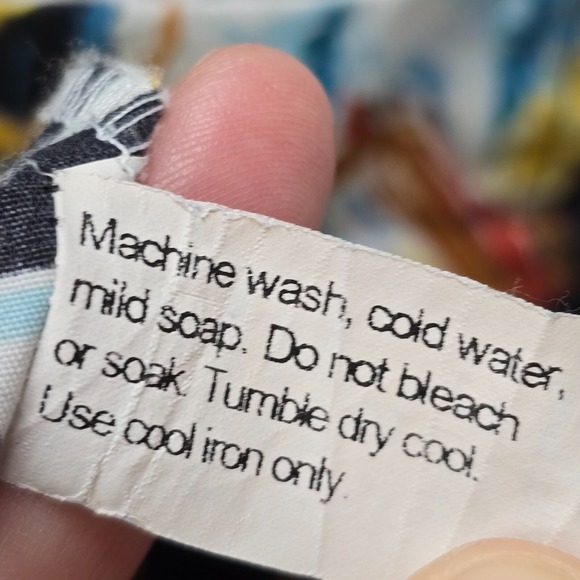 Machine wash, cold water,
mild soap. Do not bleach
or soak. Tumble dry cool.
Use cool iron only.